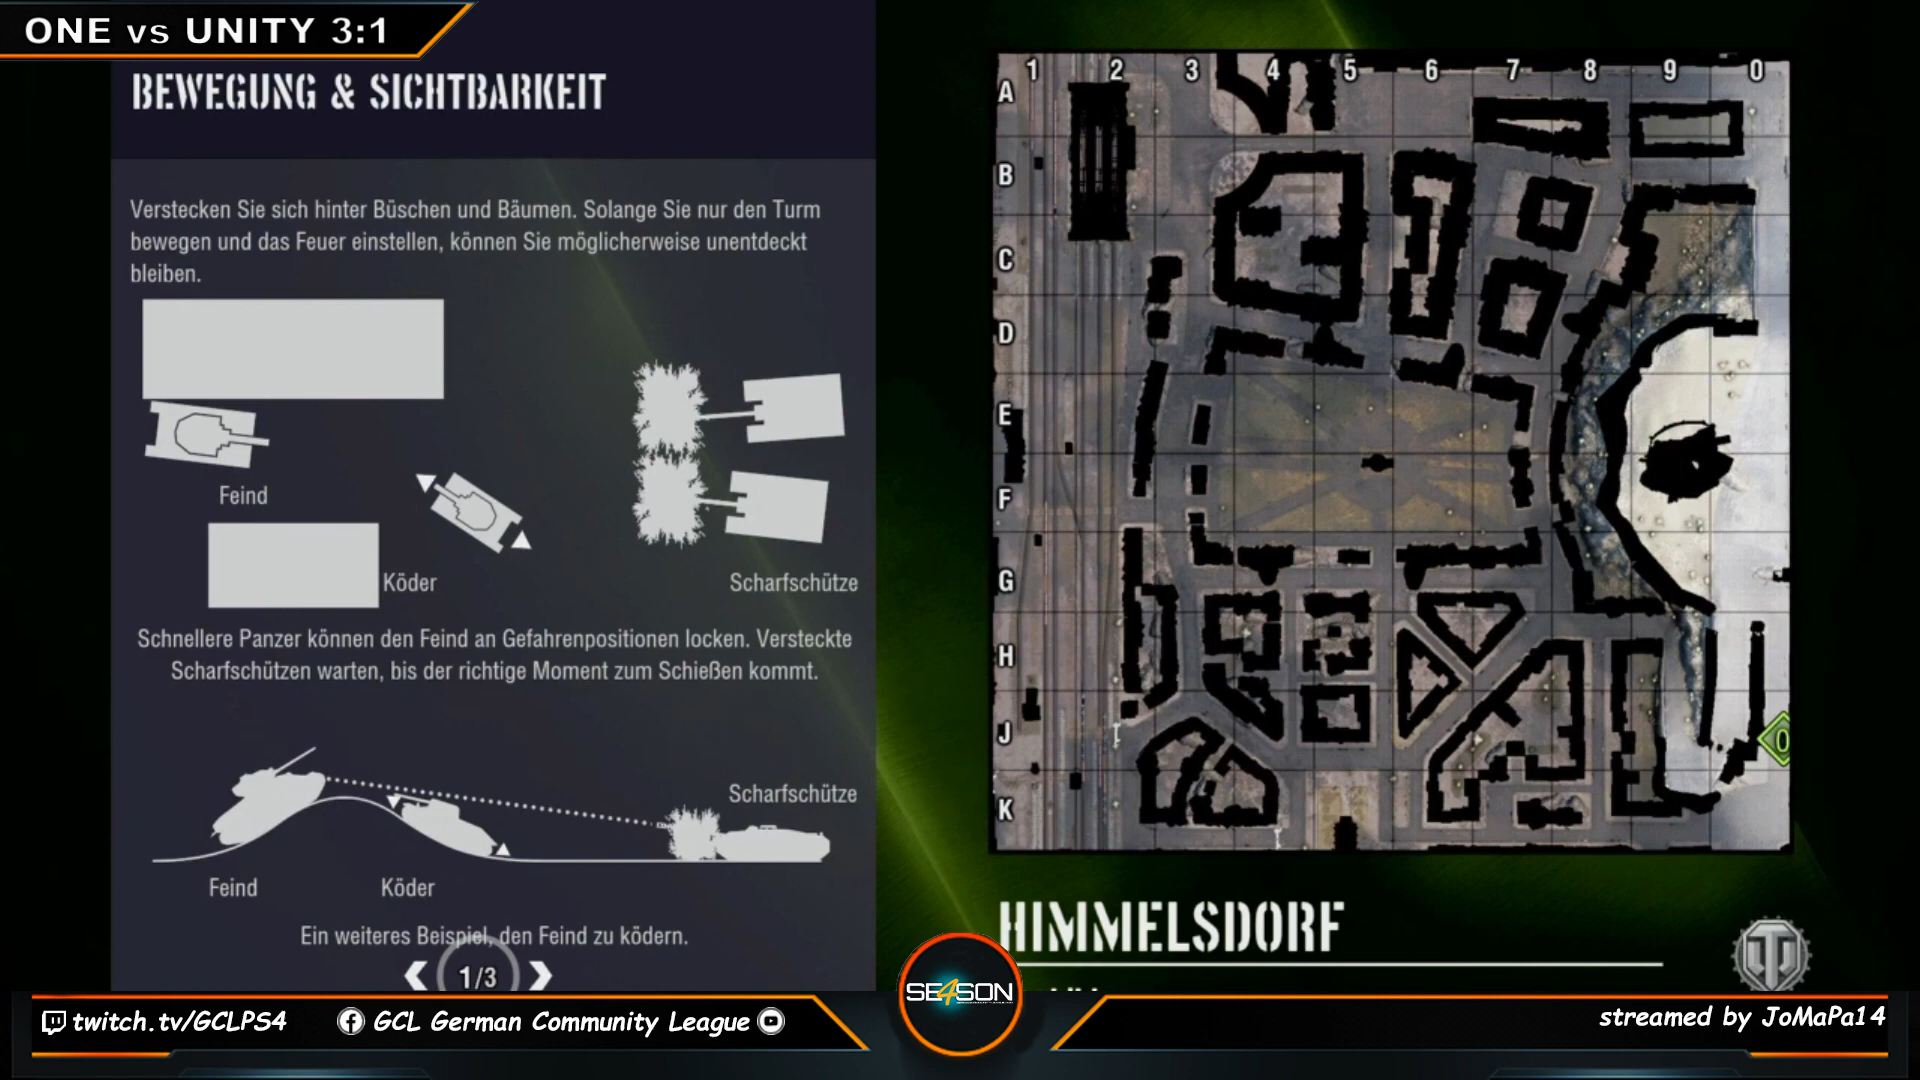 ONE vs UNITY 3:1
BEWEGUNG & SICHTBARKEIT
Verstecken Sie sich hinter Büschen und Bäumen. Solange Sie nur den Turm
bewegen und das Feuer einstellen, können Sie möglicherweise unentdeckt
bleiben.
Feind
Köder
Scharfschütze
Schnellere Panzer können den Feind an Gefahrenpositionen locken. Versteckte
Scharfschützen warten, bis der richtige Moment zum Schießen kommt.
Scharfschütze
Feind
Köder
Ein weiteres Beispiel, den Feind zu ködern.
1/3
1 2 3 4 5 6 7 8 9 0
A
B
C
D
E
F
G
H
J
K
0
HIMMELSDORF
SE4SON
twitch.tv/GCLPS4
GCL German Community League
streamed by JoMaPa14